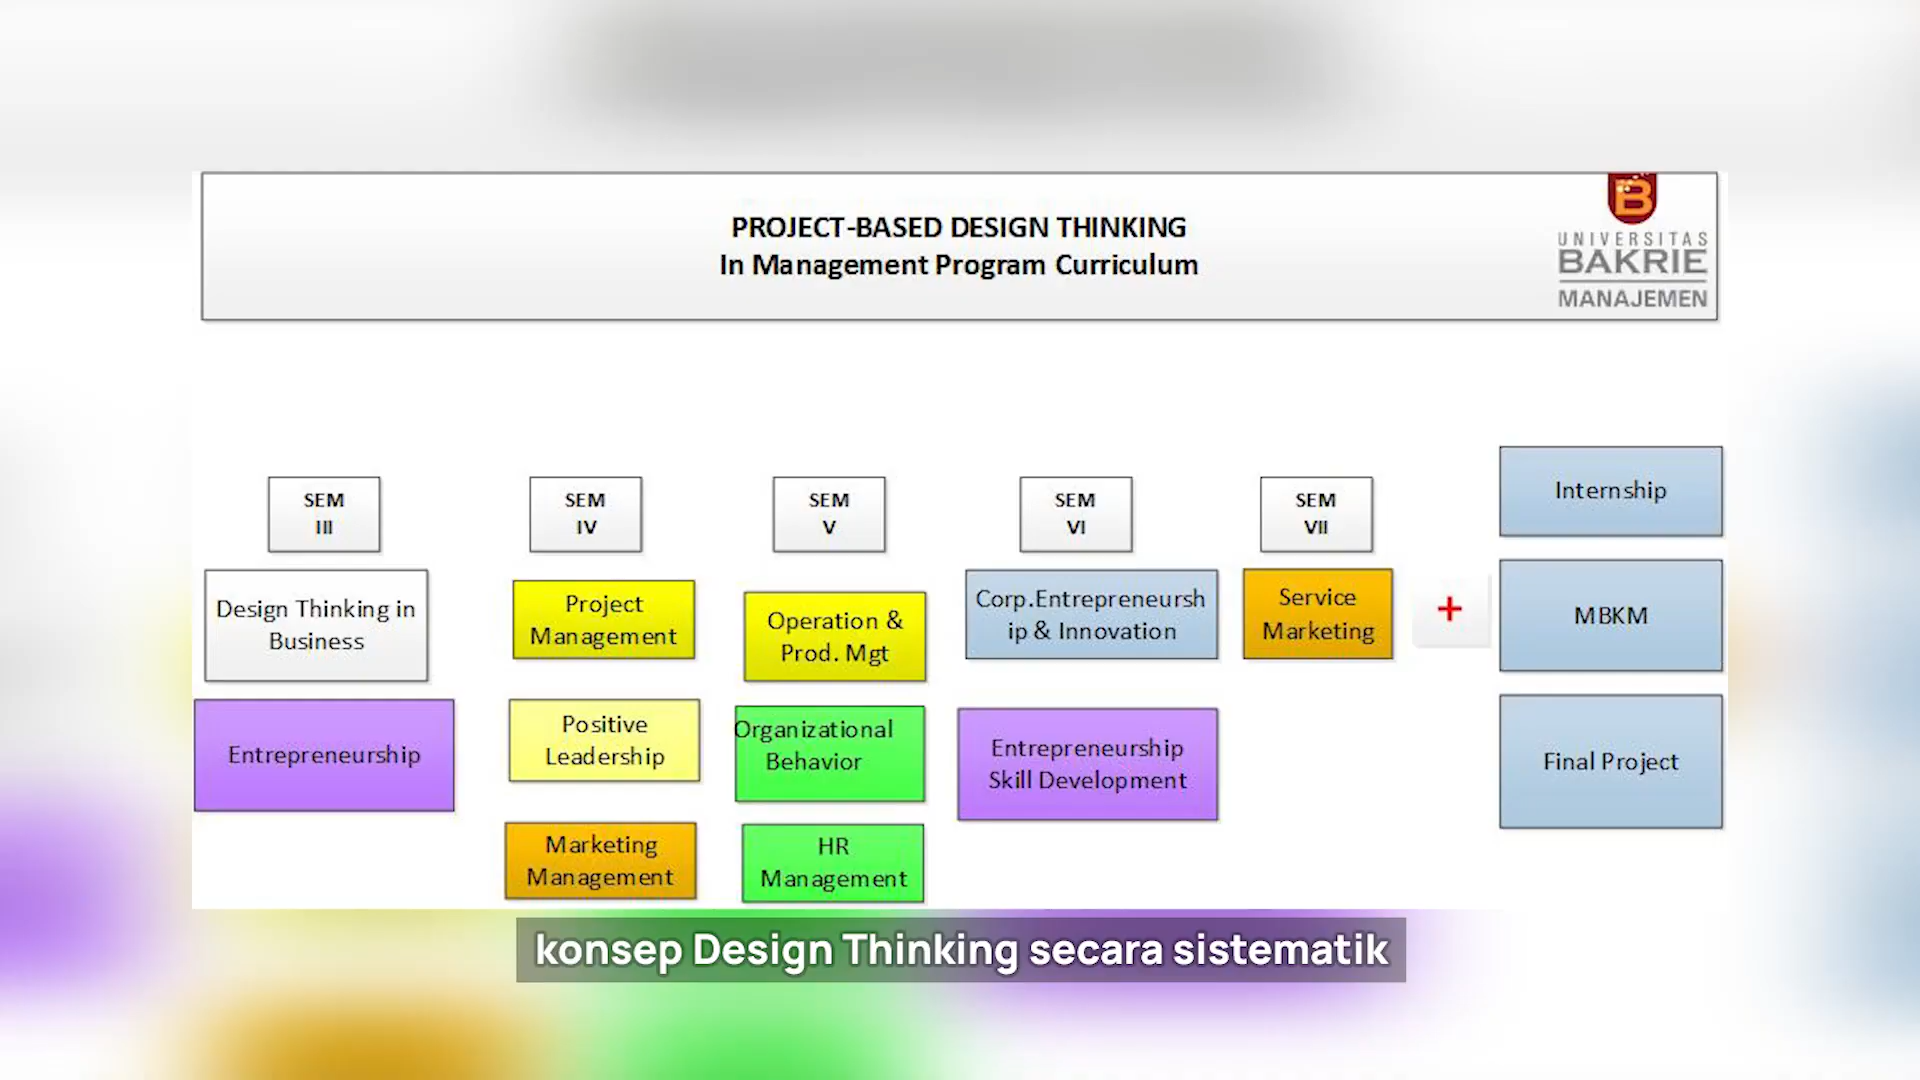 PROJECT-BASED DESIGN THINKING
In Management Program Curriculum
B
UNIVERSITAS
BAKRIE
MANAJEMEN
SEM
III
SEM
IV
SEM
V
SEM
VI
SEM
VII
Design Thinking in
Business
Entrepreneurship
Project
Management
Positive
Leadership
Marketing
Management
Operation &
Prod. Mgt
Organizational
Behavior
HR
Management
Corp.Entrepreneursh
ip & Innovation
Entrepreneurship
Skill Development
Service
Marketing
+
Internship
MBKM
Final Project
konsep Design Thinking secara sistematik